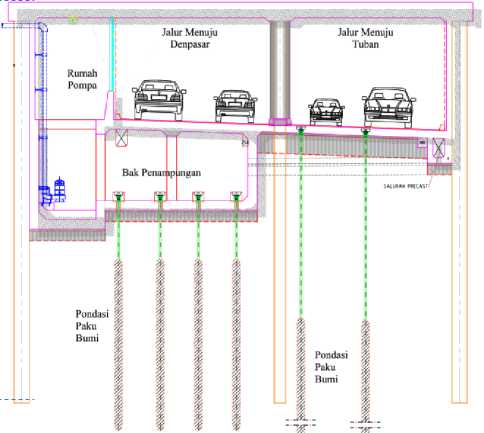 Jalur Menuju
Denpasar
Jalur Menuju
Tuban
Rumah
Pompa
Bak Penampungan
SALURAN PRECAST
Pondasi
Paku
Bumi
Pondasi
Paku
Bumi